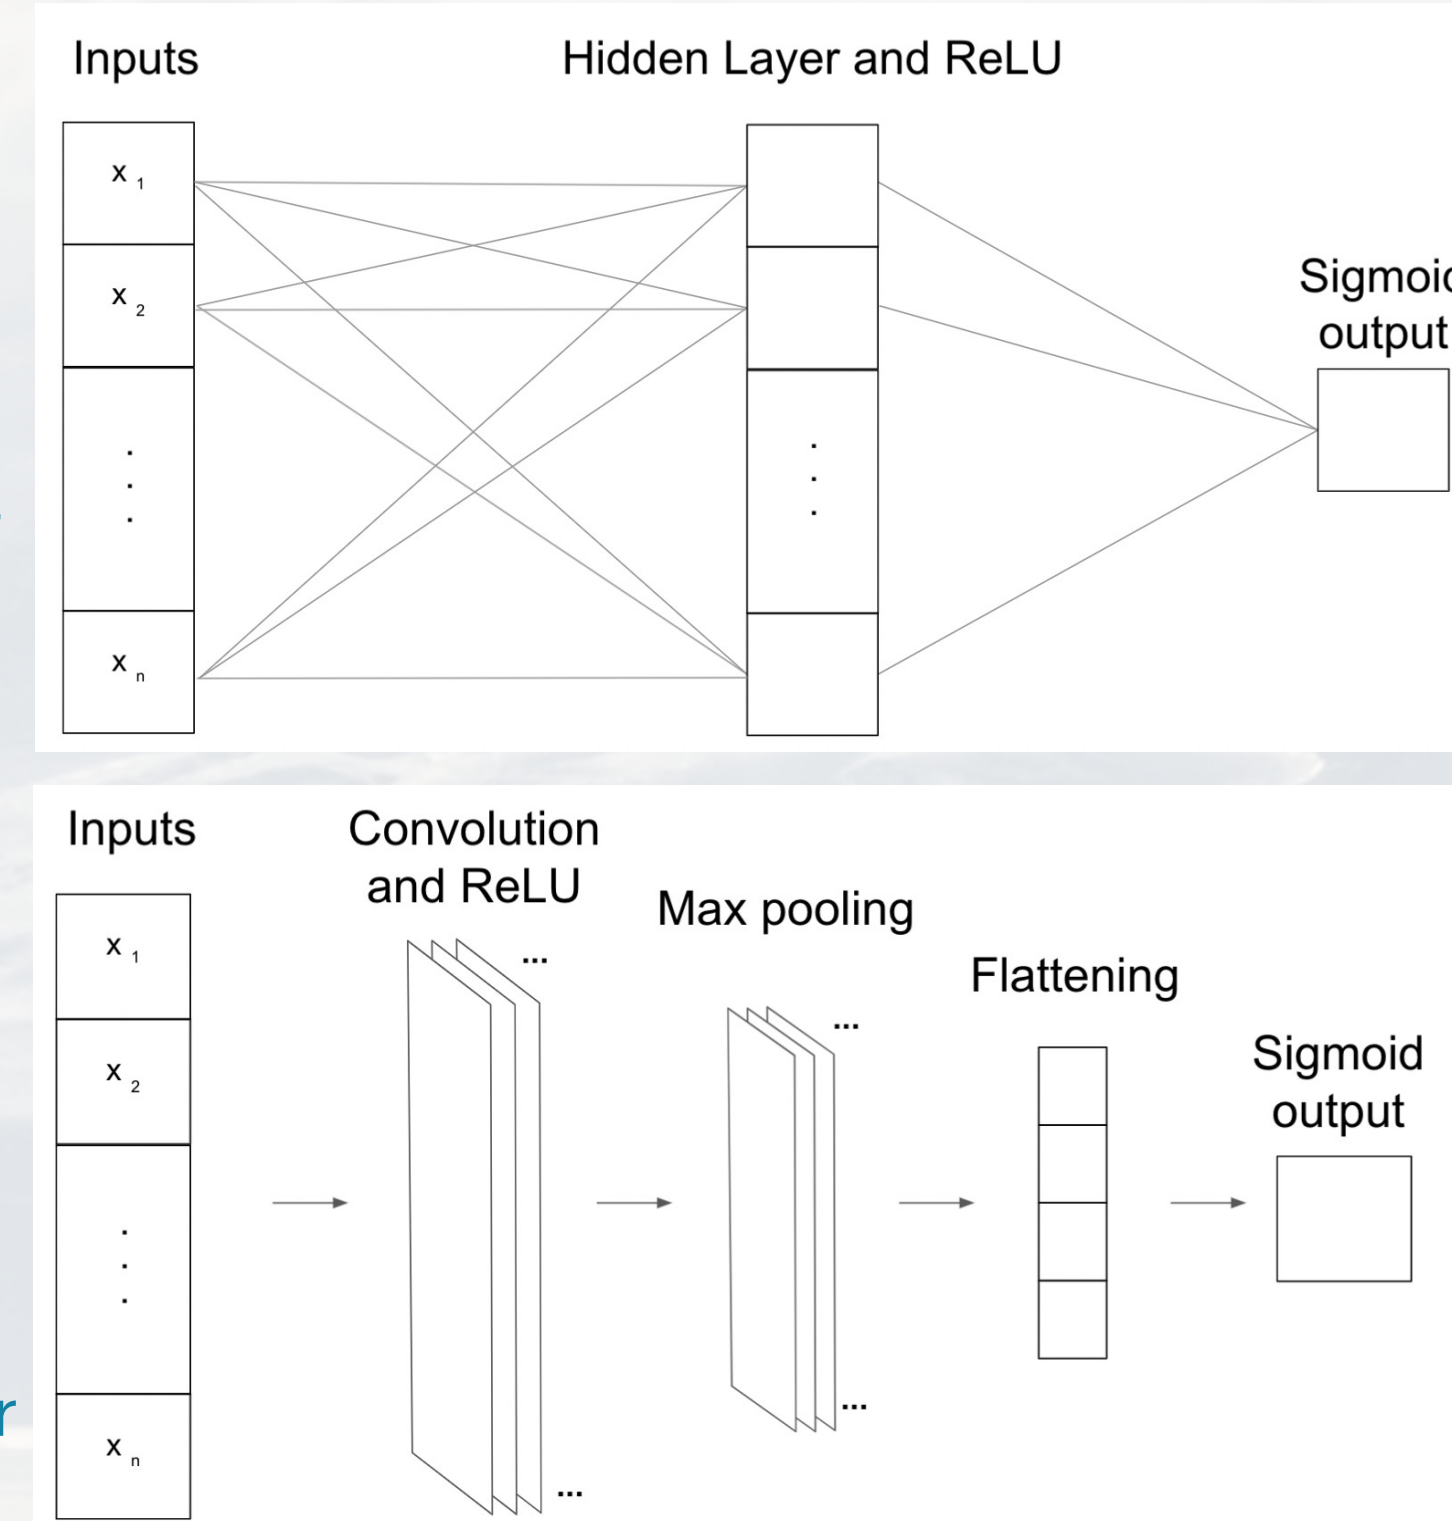 Inputs
Hidden Layer and ReLU
x 1
x 2
.
.
.
x n
.
.
.
Sigmoid
output
Inputs
Convolution
and ReLU
Max pooling
Flattening
Sigmoid
output
x 1
x 2
.
.
.
x n
...
...
...
...
r